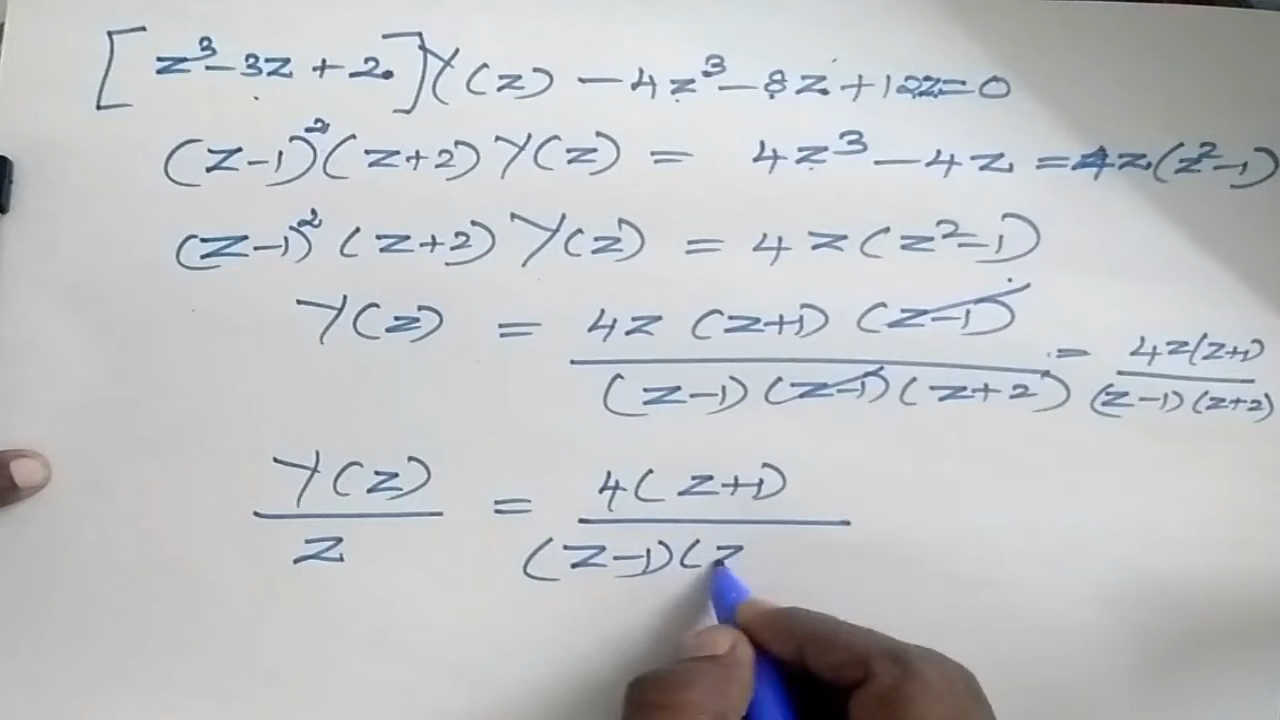 [z³-3z+2.]Y(z) -4z³-8z+12z=0
(z-1)²(z+2)Y(z) = 4z³-4z =4z(z²-1)
(z-1)²(z+2)Y(z) = 4z(z²-1)
Y(z) = 4z(z+1)(z-1) / (z-1)(z-1)(z+2) = 4z(z+1) / (z-1)(z+2)
Y(z) / z = 4(z+1) / (z-1)(z